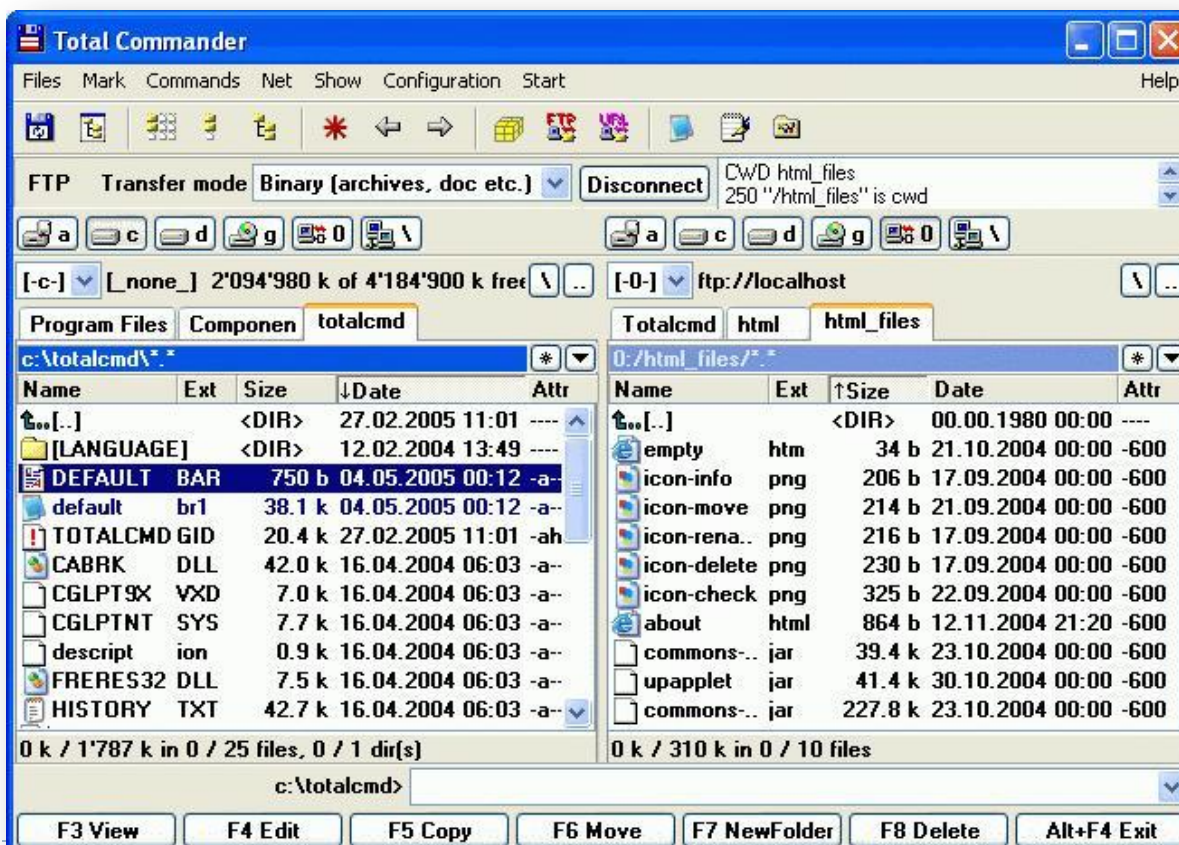 Total Commander
Files Mark Commands Net Show Configuration Start Help
FTP Transfer mode Binary (archives, doc etc.) Disconnect CWD html_files
250 "/html_files" is cwd
a c d g 0 \ a c d g 0 \
[-c-] [_none_] 2'094'980 k of 4'184'900 k free \ .. [-0-] ftp://localhost \ ..
Program Files Componen totalcmd Totalcmd html html_files
c:\totalcmd\*.* * 0:/html_files/*.* *
Name Ext Size ↓Date Attr Name Ext ↑Size Date Attr
[..] <DIR> 27.02.2005 11:01 ---- [..] <DIR> 00.00.1980 00:00 ----
[LANGUAGE] <DIR> 12.02.2004 13:49 ---- empty htm 34 b 21.10.2004 00:00 -600
DEFAULT BAR 750 b 04.05.2005 00:12 -a-- icon-info png 206 b 17.09.2004 00:00 -600
default br1 38.1 k 04.05.2005 00:12 -a-- icon-move png 214 b 21.09.2004 00:00 -600
TOTALCMD GID 20.4 k 27.02.2005 11:01 -ah icon-rena.. png 216 b 17.09.2004 00:00 -600
CABRK DLL 42.0 k 16.04.2004 06:03 -a-- icon-delete png 230 b 17.09.2004 00:00 -600
CGLPT9X VXD 7.0 k 16.04.2004 06:03 -a-- icon-check png 325 b 22.09.2004 00:00 -600
CGLPTNT SYS 7.7 k 16.04.2004 06:03 -a-- about html 864 b 12.11.2004 21:20 -600
descript ion 0.9 k 16.04.2004 06:03 -a-- commons-.. jar 39.4 k 23.10.2004 00:00 -600
FRERES32 DLL 7.5 k 16.04.2004 06:03 -a-- upapplet jar 41.4 k 30.10.2004 00:00 -600
HISTORY TXT 42.7 k 16.04.2004 06:03 -a-- commons-.. jar 227.8 k 23.10.2004 00:00 -600
0 k / 1'787 k in 0 / 25 files, 0 / 1 dir(s) 0 k / 310 k in 0 / 10 files
c:\totalcmd>
F3 View F4 Edit F5 Copy F6 Move F7 NewFolder F8 Delete Alt+F4 Exit